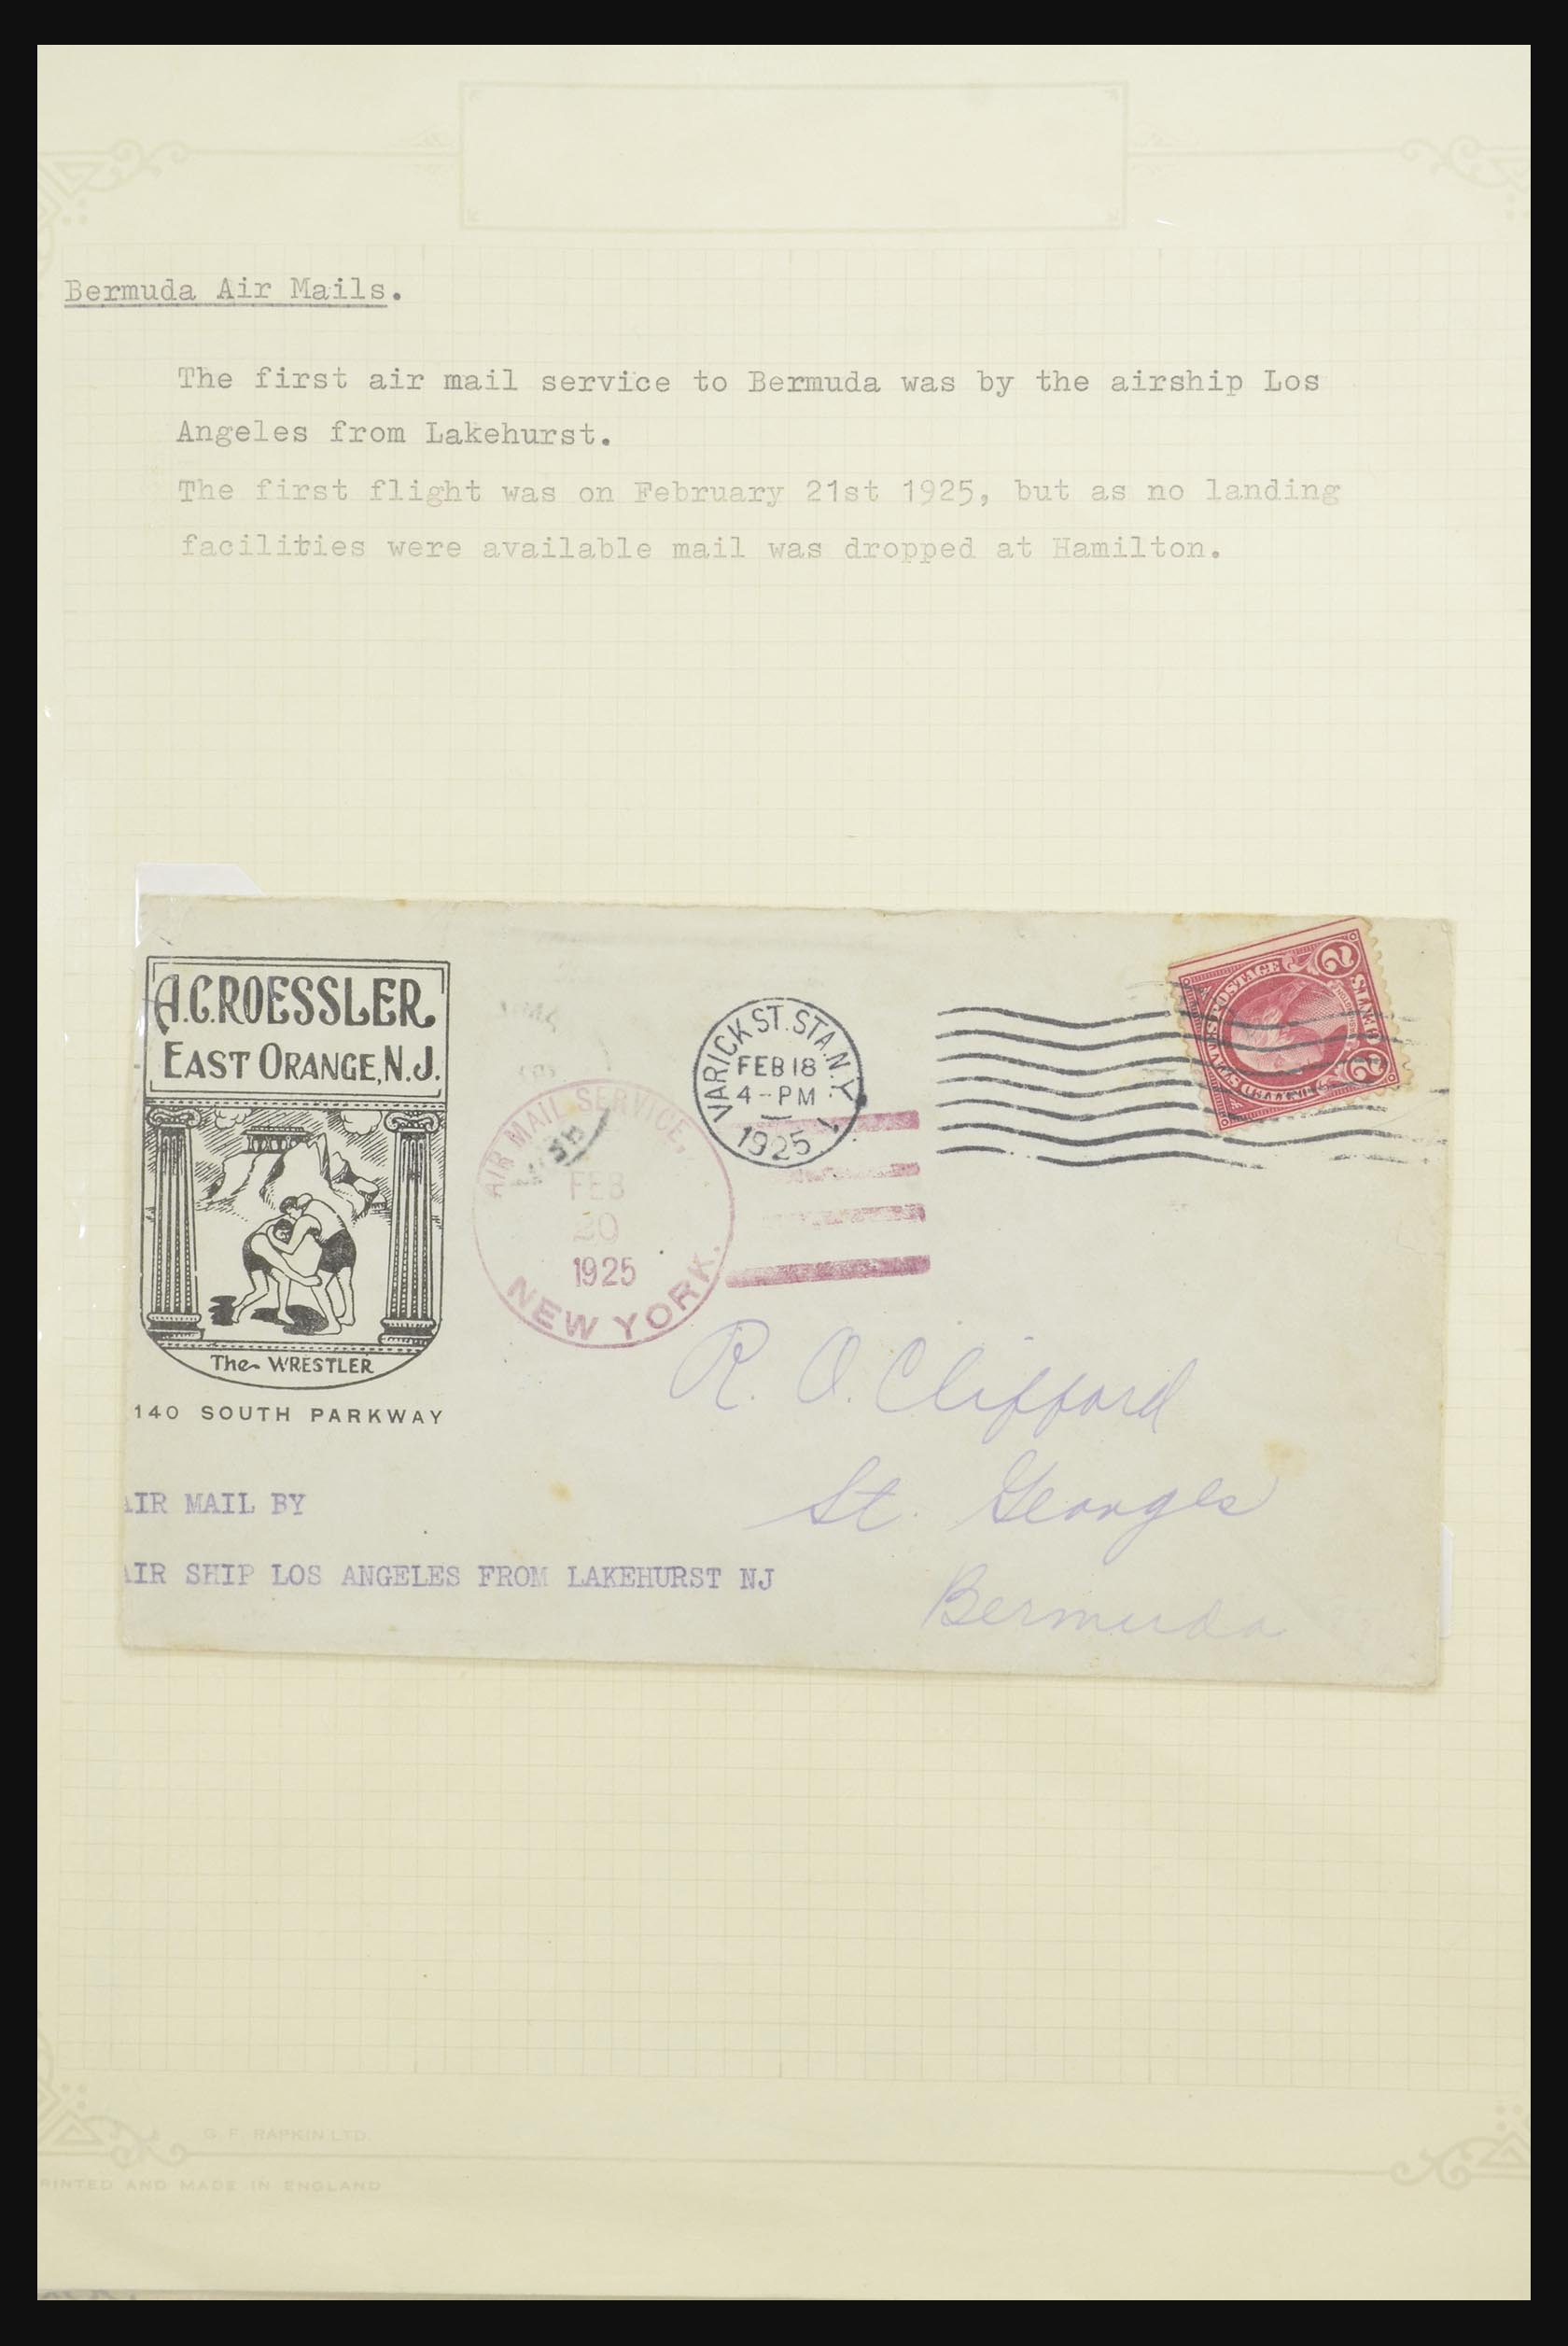 Bermuda Air Mails.
The first air mail service to Bermuda was by the airship Los
Angeles from Lakehurst.
The first flight was on February 21st 1925, but as no landing
facilities were available mail was dropped at Hamilton.
A.C. ROESSLER
EAST ORANGE, N.J.
The WRESTLER
140 SOUTH PARKWAY
AIR MAIL SERVICE,
FEB
20
1925
NEW YORK.
VARICK ST. STA. N.Y.
FEB 18
4-PM
1925
POSTAGE
2 CENTS 2
R. O. Clifford
St. Georges
Bermuda
AIR MAIL BY
AIR SHIP LOS ANGELES FROM LAKEHURST NJ
G. F. RAPKIN LTD.
PRINTED AND MADE IN ENGLAND